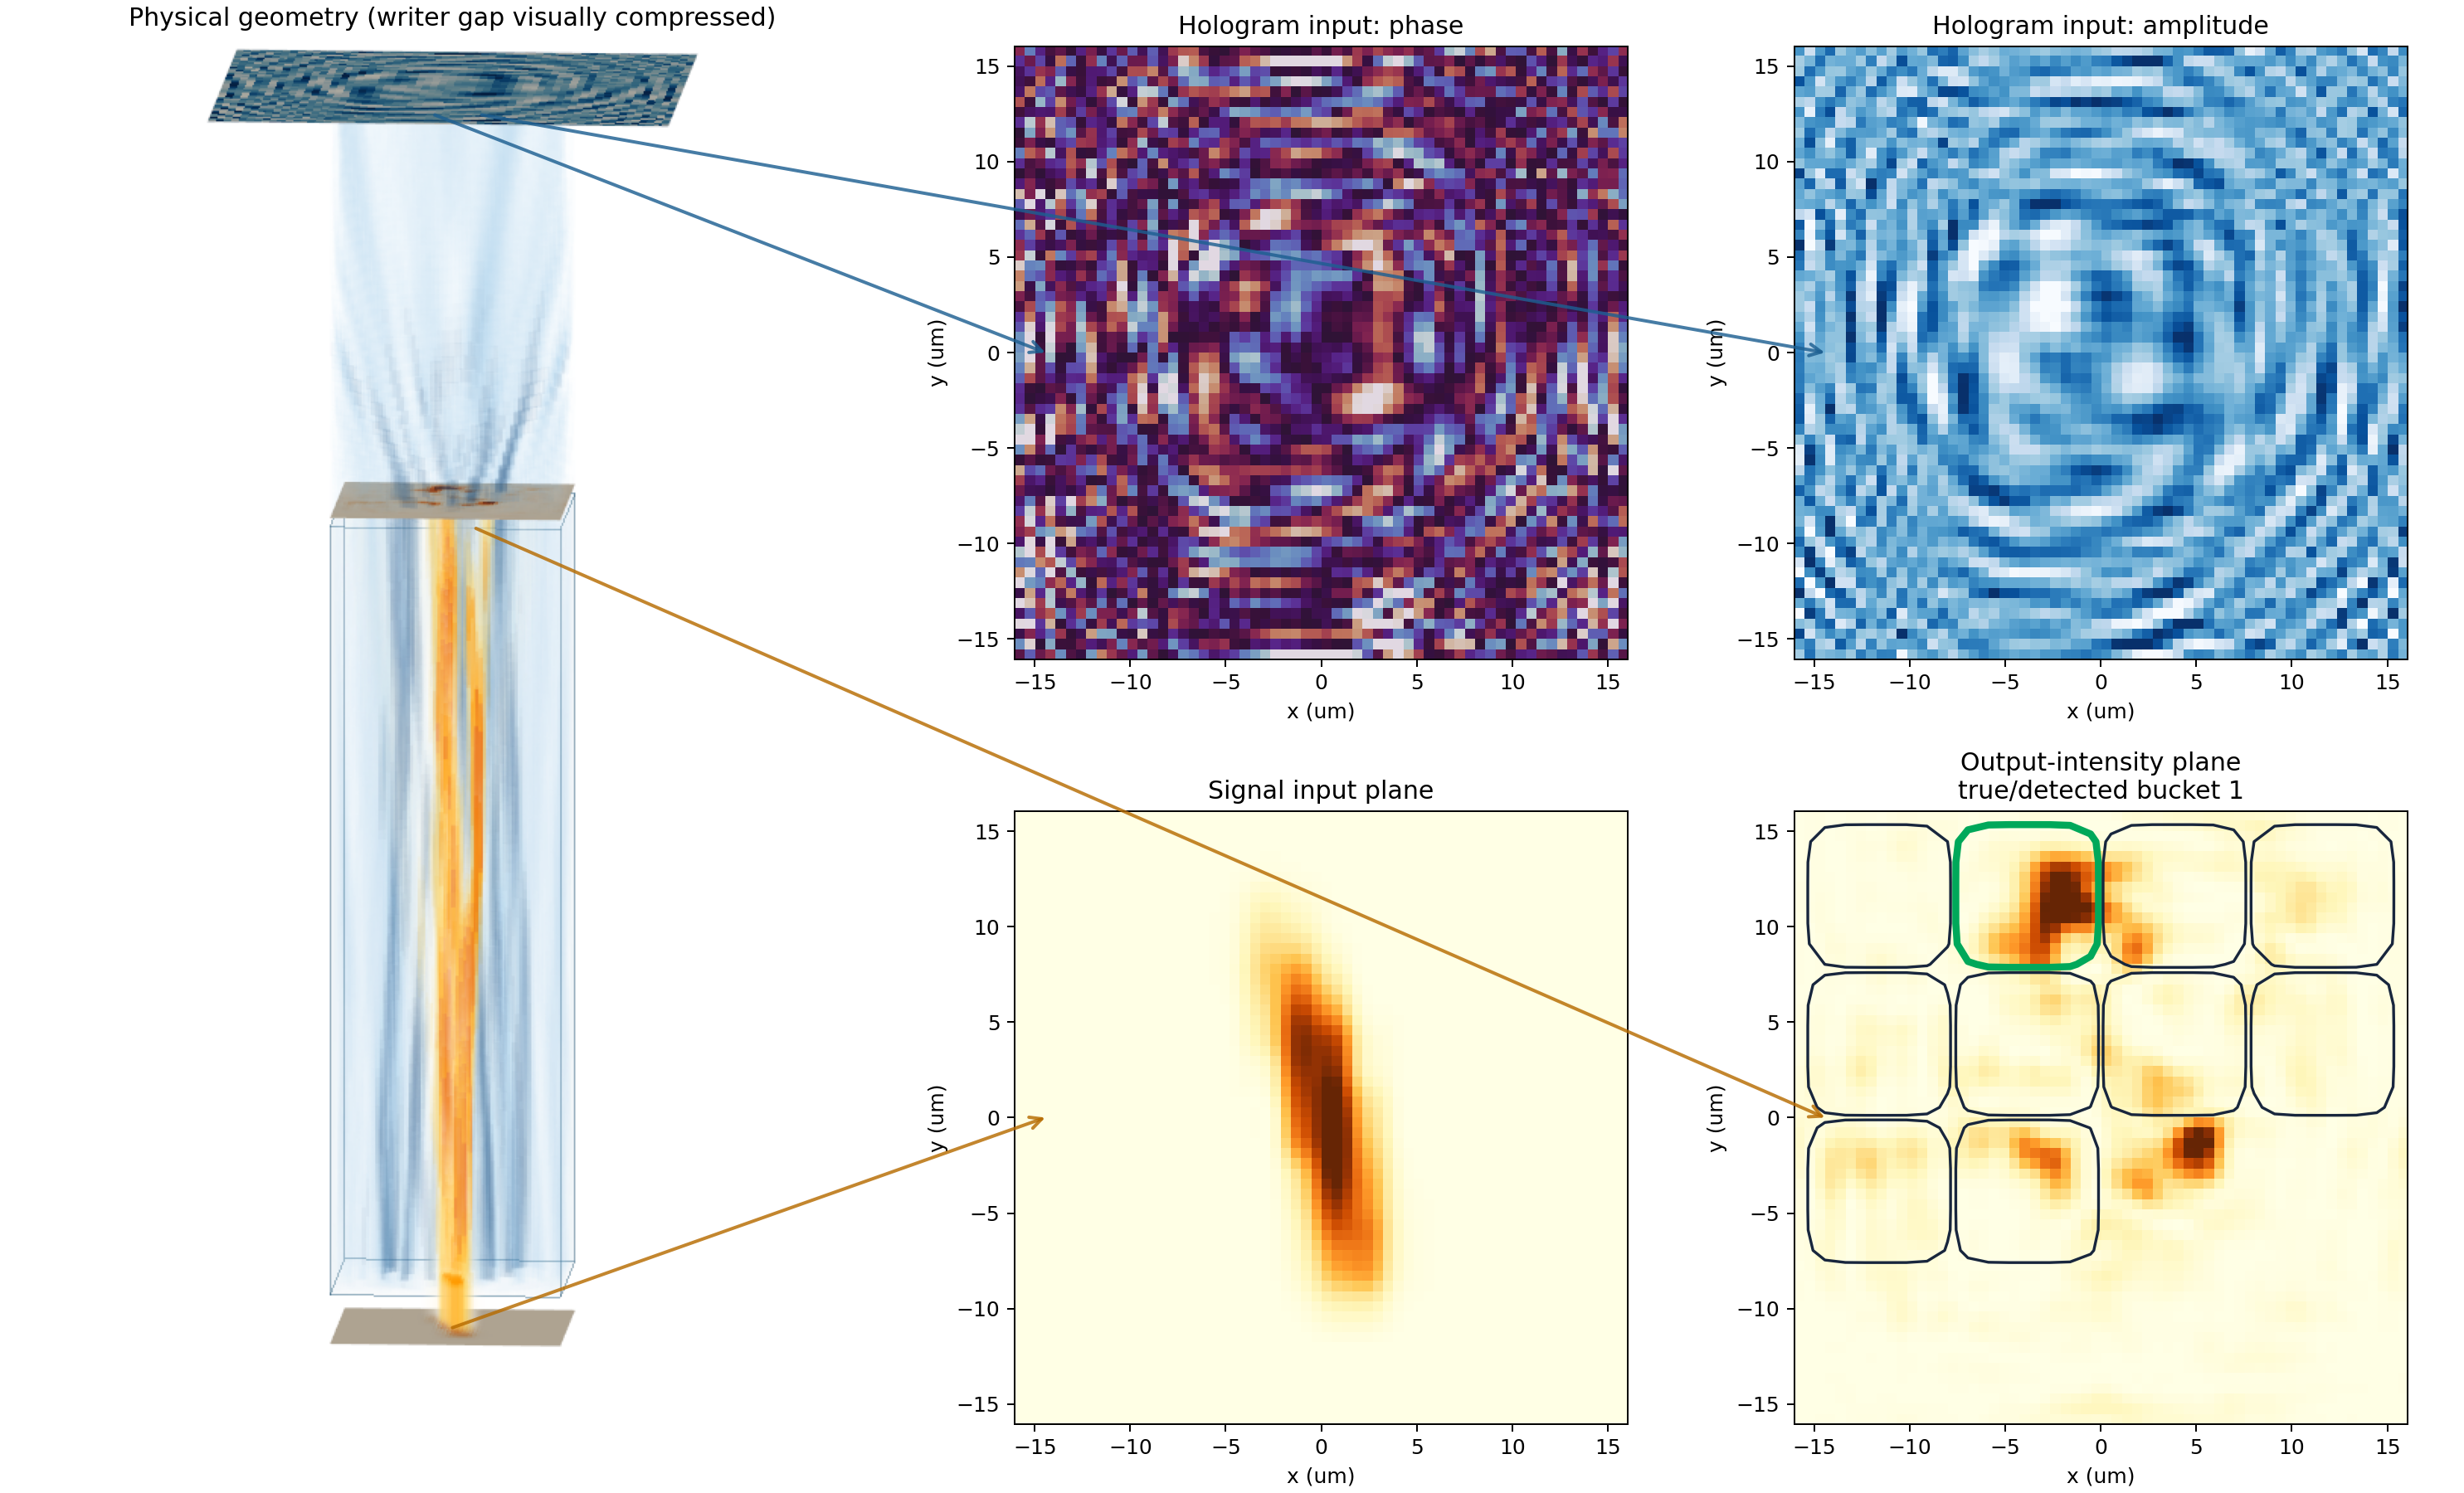 Physical geometry (writer gap visually compressed)
Hologram input: phase
15
10
5
0
−5
−10
−15
y (um)
−15 −10 −5 0 5 10 15
x (um)
Hologram input: amplitude
15
10
5
0
−5
−10
−15
y (um)
−15 −10 −5 0 5 10 15
x (um)
Signal input plane
15
10
5
0
−5
−10
−15
y (um)
−15 −10 −5 0 5 10 15
x (um)
Output-intensity plane
true/detected bucket 1
15
10
5
0
−5
−10
−15
y (um)
−15 −10 −5 0 5 10 15
x (um)